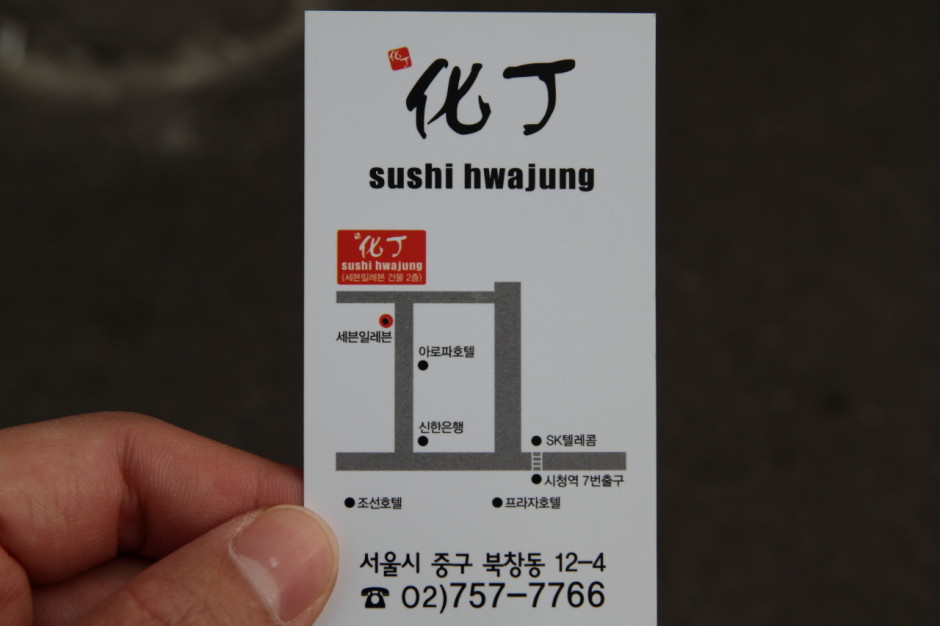 化丁
化丁
sushi hwajung
化丁
sushi hwajung
(세븐일레븐 건물 2층)
세븐일레븐
아로파호텔
신한은행
SK텔레콤
시청역 7번출구
조선호텔
프라자호텔
서울시 중구 북창동 12-4
☎ 02)757-7766